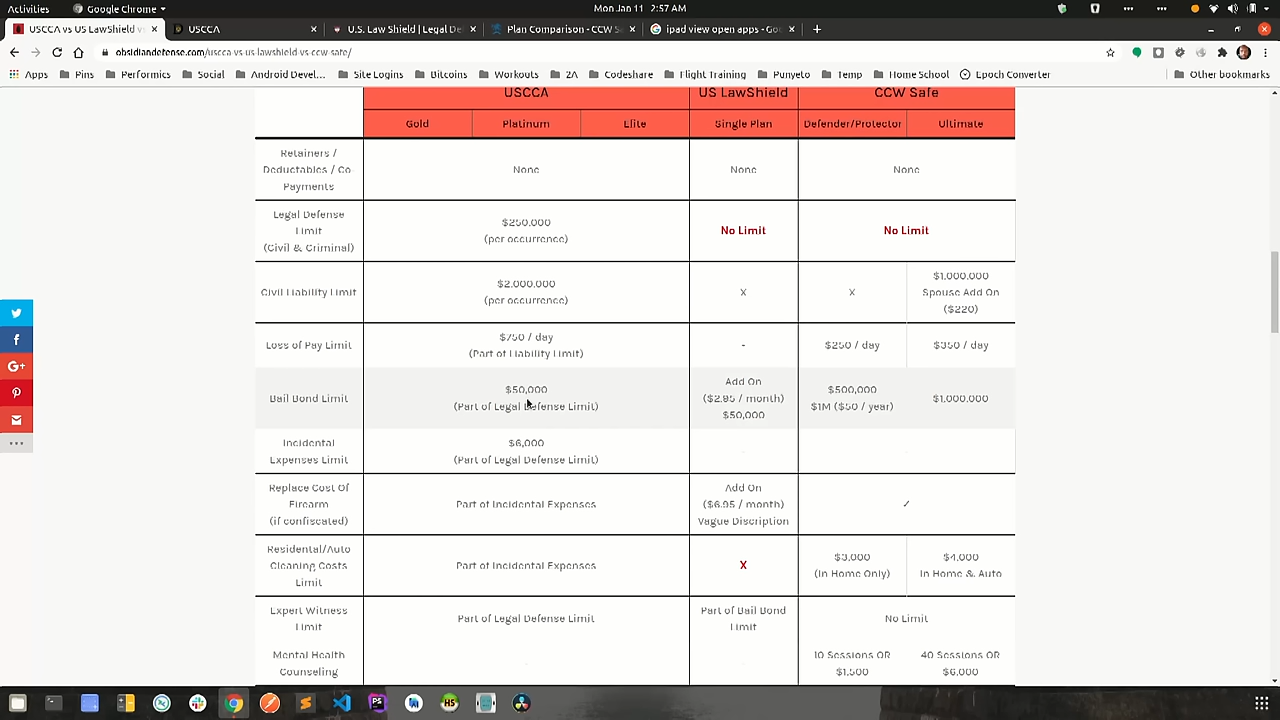 Activities
Google Chrome
Mon Jan 11 2:57 AM
USCCA vs US LawShield vs
USCCA
U.S. Law Shield | Legal De
Plan Comparison - CCW S
ipad view open apps - Go
obsidiandefense.com/uscca-vs-us-lawshield-vs-ccw-safe/
Apps Pins Performics Social Android Devel... Site Logins Bitcoins Workouts 2A Codeshare Flight Training Punyeto Temp Home School Epoch Converter Other bookmarks
USCCA US LawShield CCW Safe
Gold Platinum Elite Single Plan Defender/Protector Ultimate
Retainers /
Deductables / Co-
Payments
None
None
None
Legal Defense
Limit
(Civil & Criminal)
$250,000
(per occurrence)
No Limit
No Limit
Civil Liability Limit
$2,000,000
(per occurrence)
X
X
$1,000,000
Spouse Add On
($220)
Loss of Pay Limit
$750 / day
(Part of Liability Limit)
-
$250 / day
$350 / day
Bail Bond Limit
$50,000
(Part of Legal Defense Limit)
Add On
($2.95 / month)
$50,000
$500,000
$1M ($50 / year)
$1,000,000
Incidental
Expenses Limit
$6,000
(Part of Legal Defense Limit)
-
-
Replace Cost Of
Firearm
(if confiscated)
Part of Incidental Expenses
Add On
($6.95 / month)
Vague Discription
✓
Residential/Auto
Cleaning Costs
Limit
Part of Incidental Expenses
X
$3,000
(In Home Only)
$4,000
In Home & Auto
Expert Witness
Limit
Part of Legal Defense Limit
Part of Bail Bond
Limit
No Limit
Mental Health
Counseling
-
10 Sessions OR
$1,500
40 Sessions OR
$6,000